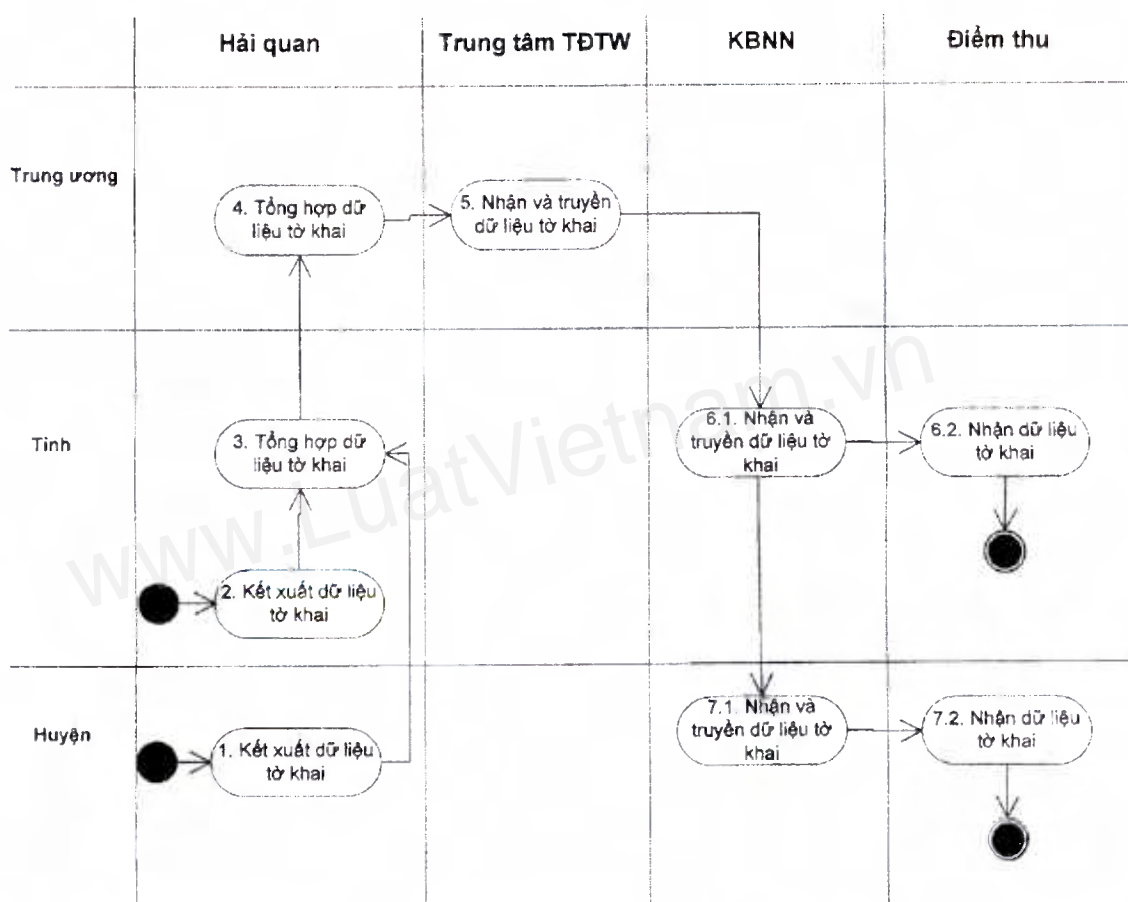 Hải quan
Trung tâm TĐTW
KBNN
Điểm thu
Trung ương
4. Tổng hợp dữ
liệu tờ khai
5. Nhận và truyền
dữ liệu tờ khai
Tỉnh
3. Tổng hợp dữ
liệu tờ khai
6.1. Nhận và
truyền dữ liệu tờ
khai
6.2. Nhận dữ liệu
tờ khai
2. Kết xuất dữ liệu
tờ khai
Huyện
1. Kết xuất dữ liệu
tờ khai
7.1. Nhận và
truyền dữ liệu tờ
khai
7.2. Nhận dữ liệu
tờ khai
www.LuatVietnam.vn